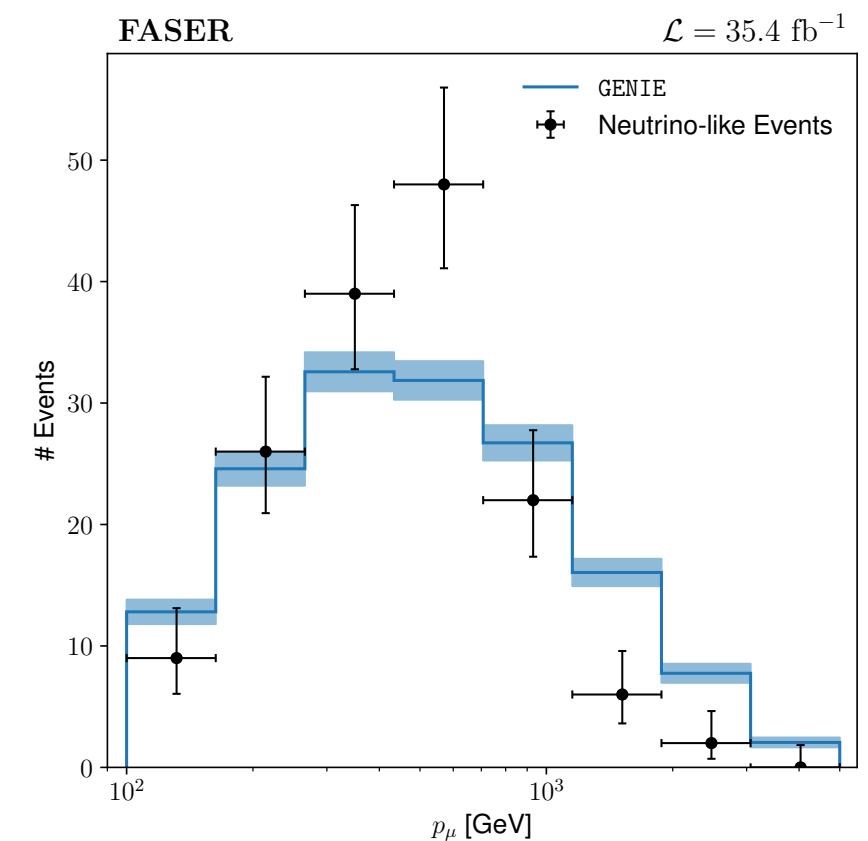 FASER
ℒ = 35.4 fb⁻¹
GENIE
Neutrino-like Events
# Events
50
40
30
20
10
0
10²
10³
p_μ [GeV]